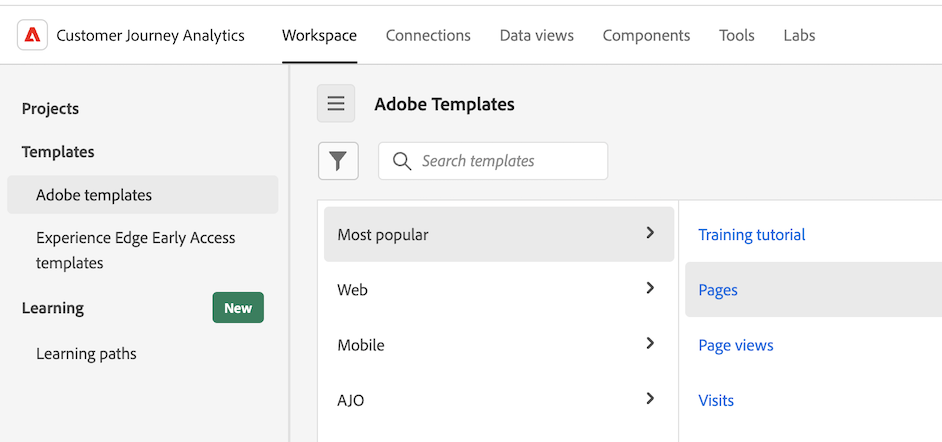 Customer Journey Analytics Workspace Connections Data views Components Tools Labs
Projects
Templates
Adobe templates
Experience Edge Early Access
templates
Learning New
Learning paths
Adobe Templates
Search templates
Most popular
Web
Mobile
AJO
Training tutorial
Pages
Page views
Visits